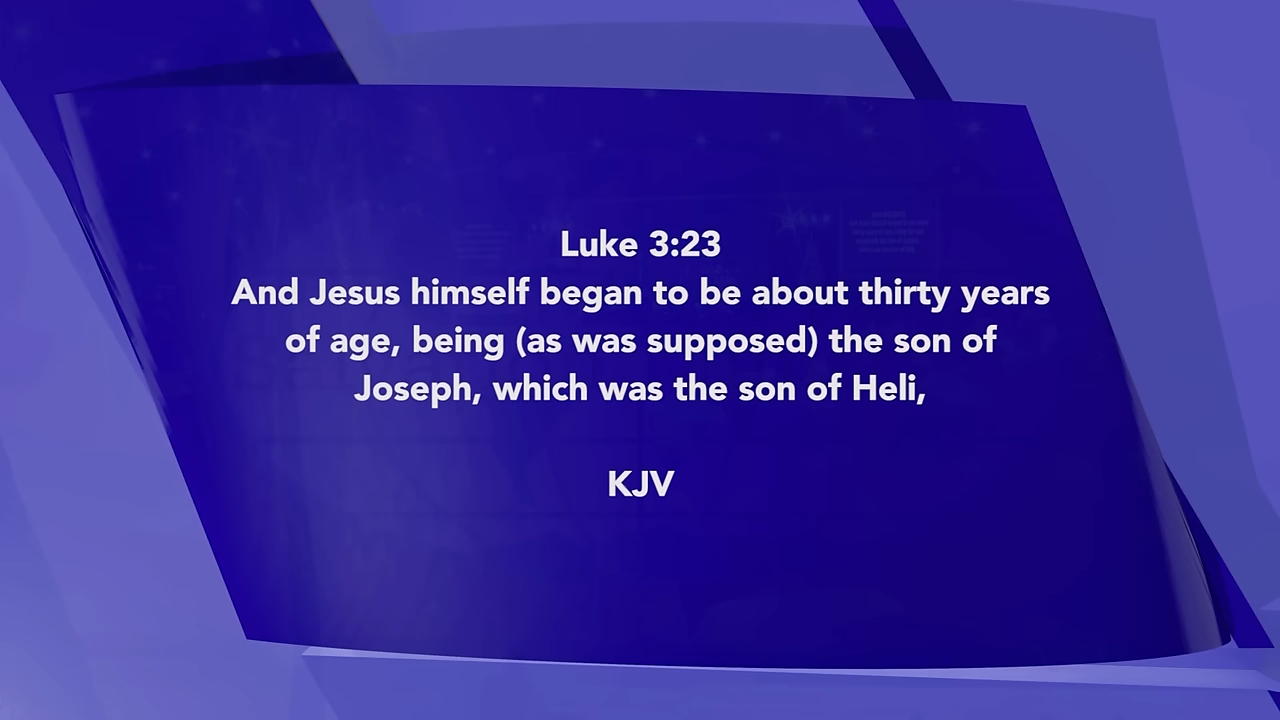 Luke 3:23
And Jesus himself began to be about thirty years
of age, being (as was supposed) the son of
Joseph, which was the son of Heli,
KJV